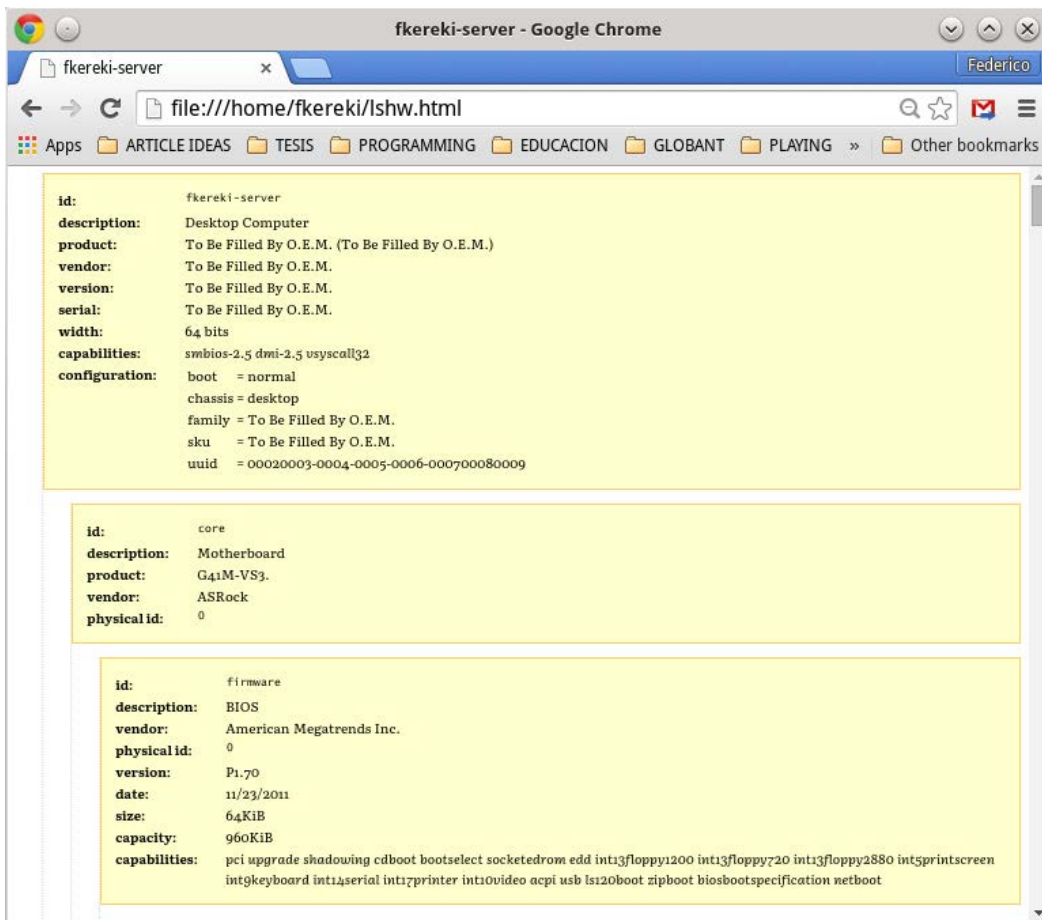 fkereki-server - Google Chrome
fkereki-server
Federico
file:///home/fkereki/lshw.html
Apps ARTICLE IDEAS TESIS PROGRAMMING EDUCACION GLOBANT PLAYING » Other bookmarks
id: fkereki-server
description: Desktop Computer
product: To Be Filled By O.E.M. (To Be Filled By O.E.M.)
vendor: To Be Filled By O.E.M.
version: To Be Filled By O.E.M.
serial: To Be Filled By O.E.M.
width: 64 bits
capabilities: smbios-2.5 dmi-2.5 vsyscall32
configuration: boot = normal
chassis = desktop
family = To Be Filled By O.E.M.
sku = To Be Filled By O.E.M.
uuid = 00020003-0004-0005-0006-000700080009
id: core
description: Motherboard
product: G41M-VS3.
vendor: ASRock
physical id: 0
id: firmware
description: BIOS
vendor: American Megatrends Inc.
physical id: 0
version: P1.70
date: 11/23/2011
size: 64KiB
capacity: 960KiB
capabilities: pci upgrade shadowing cdboot bootselect socketedrom edd int13floppy1200 int13floppy720 int13floppy2880 int5printscreen
int9keyboard int14serial int17printer int10video acpi usb ls120boot zipboot biosbootspecification netboot